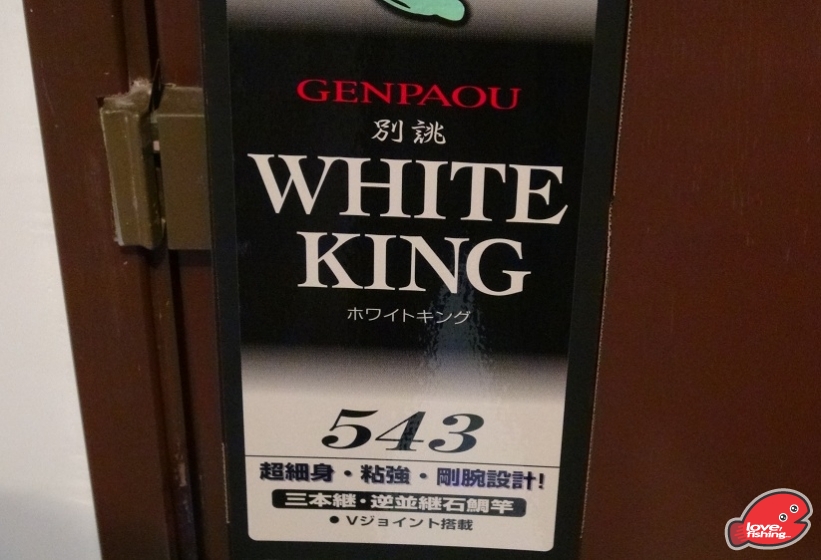 GENPAOU
別誂
WHITE
KING
ホワイトキング
543
超細身・粘強・剛腕設計!
三本継・逆並継石鯛竿
● Vジョイント搭載
love,
fishing...